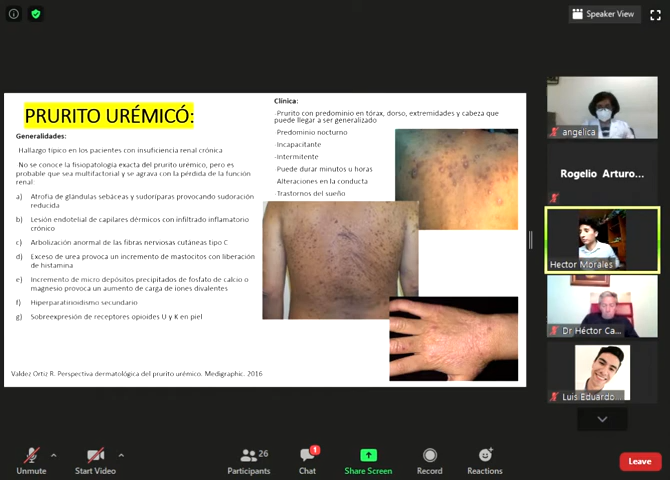 Speaker View
PRURITO URÉMICÓ:
Generalidades:
Hallazgo típico en los pacientes con insuficiencia renal crónica
No se conoce la fisiopatología exacta del prurito urémico, pero es
probable que sea multifactorial y se agrava con la pérdida de la función
renal:
a) Atrofia de glándulas sebáceas y sudoríparas provocando sudoración
reducida
b) Lesión endotelial de capilares dérmicos con infiltrado inflamatorio
crónico
c) Arbolización anormal de las fibras nerviosas cutáneas tipo C
d) Exceso de urea provoca un incremento de mastocitos con liberación
de histamina
e) Incremento de micro depósitos precipitados de fosfato de calcio o
magnesio provoca un aumento de carga de iones divalentes
f) Hiperparatiroidismo secundario
g) Sobreexpresión de receptores opioides U y K en piel
Valdez Ortiz R. Perspectiva dermatológica del prurito urémico. Medigraphic. 2016
Clínica:
-Prurito con predominio en tórax, dorso, extremidades y cabeza que
puede llegar a ser generalizado
-Predominio nocturno
-Incapacitante
-Intermitente
-Puede durar minutos u horas
-Alteraciones en la conducta
-Trastornos del sueño
angelica
Rogelio Arturo...
Hector Morales
Dr Héctor Ca...
Luis Eduardo...
Unmute
Start Video
26
Participants
1
Chat
Share Screen
Record
Reactions
Leave